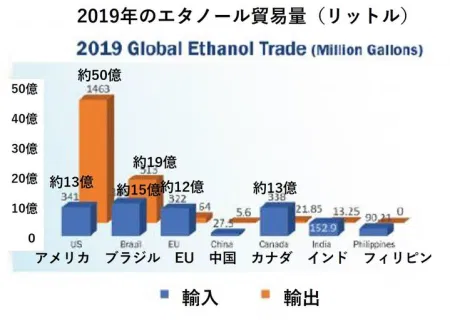 2019年のエタノール貿易量（リットル）
2019 Global Ethanol Trade (Million Gallons)
約50億
50億
1463
40億
30億
約19億
513
20億
約13億
約15億
約12億
約13億
341
322
338
10億
64
5.6
21.85
13.25
0
27.5
152.9
90.21
0
US
Brazil
EU
China
Canada
India
Philippines
アメリカ
ブラジル
EU
中国
カナダ
インド
フィリピン
輸入
輸出